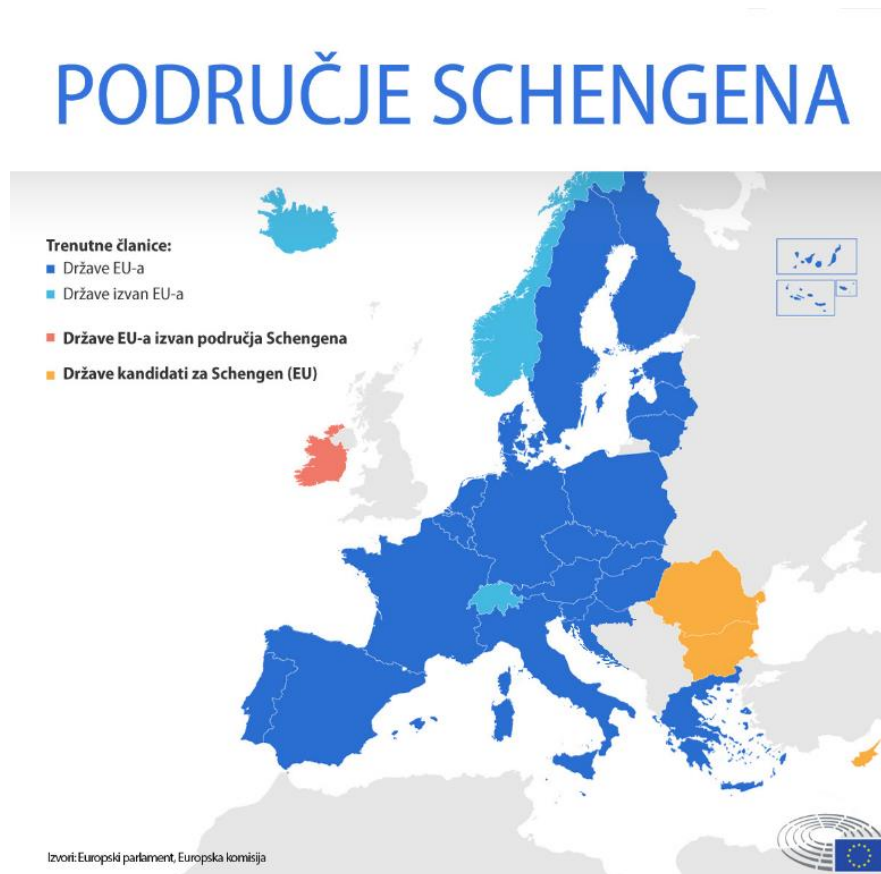 PODRUČJE SCHENGENA
Trenutne članice:
Države EU-a
Države izvan EU-a
Države EU-a izvan područja Schengena
Države kandidati za Schengen (EU)
Izvori: Europski parlament, Europska komisija